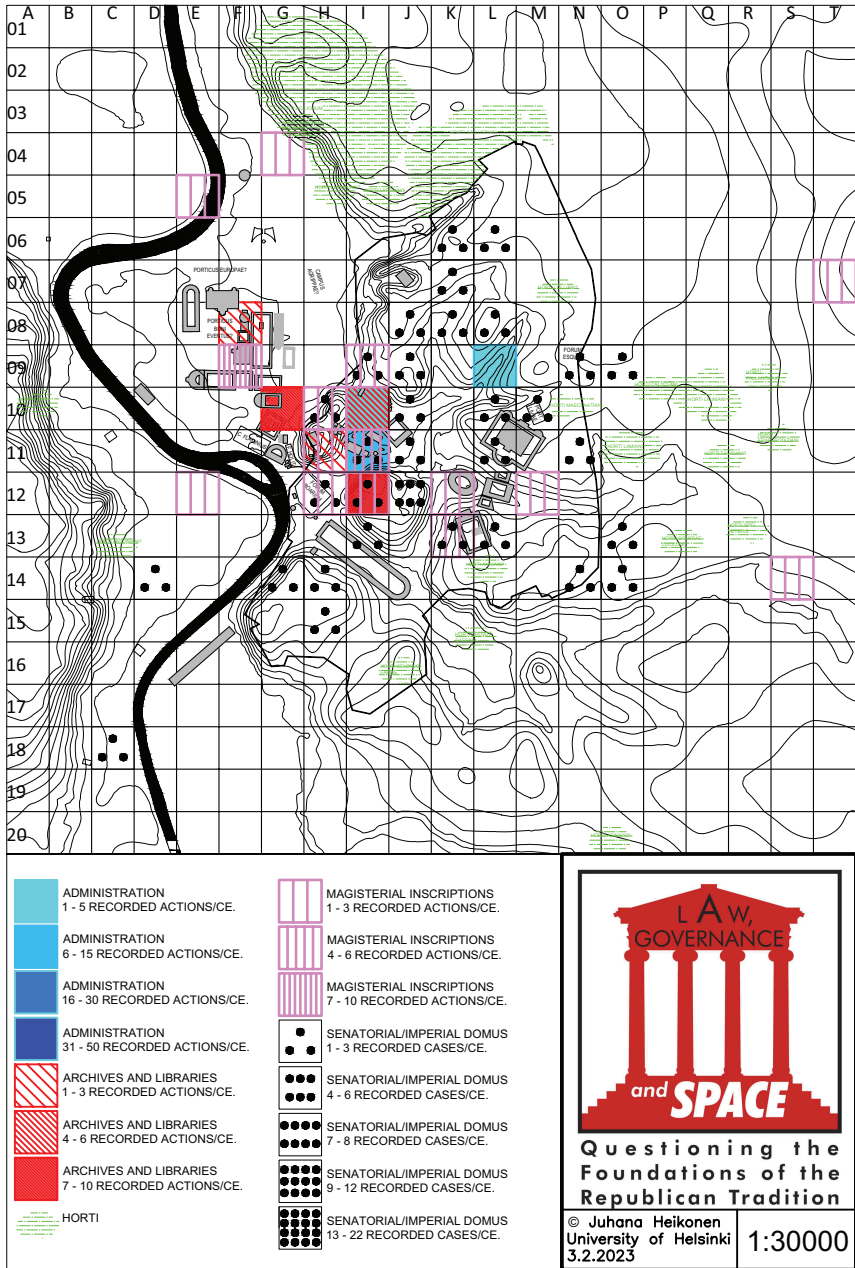 A B C D E F G H I J K L M N O P Q R S T
01
02
03
04
05
06
07
08
09
10
11
12
13
14
15
16
17
18
19
20
PORTICUS EUROPAE?
CAMPUS
AGRIPPAE?
PORTICUS
BONI
EVENTUS?
ADMINISTRATION
1 - 5 RECORDED ACTIONS/CE.
ADMINISTRATION
6 - 15 RECORDED ACTIONS/CE.
ADMINISTRATION
16 - 30 RECORDED ACTIONS/CE.
ADMINISTRATION
31 - 50 RECORDED ACTIONS/CE.
ARCHIVES AND LIBRARIES
1 - 3 RECORDED ACTIONS/CE.
ARCHIVES AND LIBRARIES
4 - 6 RECORDED ACTIONS/CE.
ARCHIVES AND LIBRARIES
7 - 10 RECORDED ACTIONS/CE.
HORTI
MAGISTERIAL INSCRIPTIONS
1 - 3 RECORDED ACTIONS/CE.
MAGISTERIAL INSCRIPTIONS
4 - 6 RECORDED ACTIONS/CE.
MAGISTERIAL INSCRIPTIONS
7 - 10 RECORDED ACTIONS/CE.
SENATORIAL/IMPERIAL DOMUS
1 - 3 RECORDED CASES/CE.
SENATORIAL/IMPERIAL DOMUS
4 - 6 RECORDED CASES/CE.
SENATORIAL/IMPERIAL DOMUS
7 - 8 RECORDED CASES/CE.
SENATORIAL/IMPERIAL DOMUS
9 - 12 RECORDED CASES/CE.
SENATORIAL/IMPERIAL DOMUS
13 - 22 RECORDED CASES/CE.
LAW,
GOVERNANCE
and SPACE
Questioning the
Foundations of the
Republican Tradition
© Juhana Heikonen
University of Helsinki
3.2.2023
1:30000